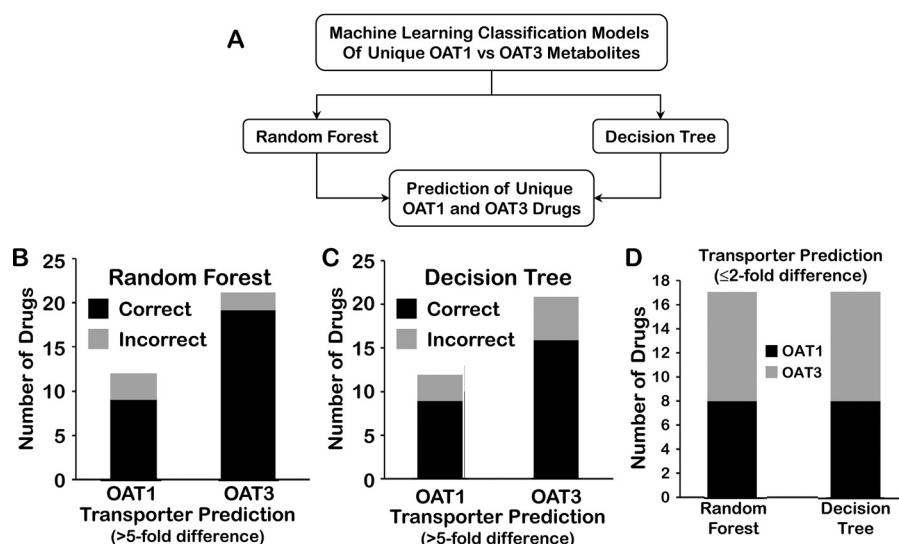 A
Machine Learning Classification Models
Of Unique OAT1 vs OAT3 Metabolites
Random Forest
Decision Tree
Prediction of Unique
OAT1 and OAT3 Drugs
B
Random Forest
Correct
Incorrect
Number of Drugs
25
20
15
10
5
0
OAT1
OAT3
Transporter Prediction
(>5-fold difference)
C
Decision Tree
Correct
Incorrect
Number of Drugs
25
20
15
10
5
0
OAT1
OAT3
Transporter Prediction
(>5-fold difference)
D
Transporter Prediction
(≤2-fold difference)
OAT1
OAT3
Number of Drugs
18
16
14
12
10
8
6
4
2
0
Random
Forest
Decision
Tree